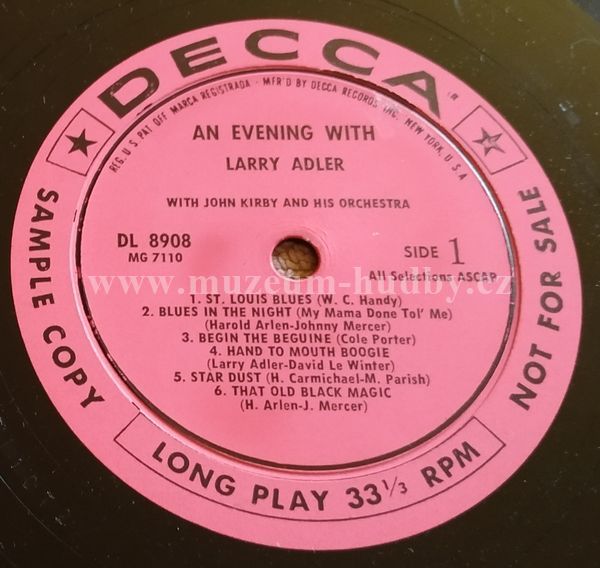 DECCA
REG. U.S. PAT. OFF. MARCA REGISTRADA - MFR'D BY DECCA RECORDS, INC., NEW YORK, U.S.A.
AN EVENING WITH
LARRY ADLER
WITH JOHN KIRBY AND HIS ORCHESTRA
DL 8908
MG 7110
SIDE 1
All Selections ASCAP
www.muzeum-hudby.cz
1. ST. LOUIS BLUES (W. C. Handy)
2. BLUES IN THE NIGHT (My Mama Done Tol' Me)
(Harold Arlen-Johnny Mercer)
3. BEGIN THE BEGUINE (Cole Porter)
4. HAND TO MOUTH BOOGIE
(Larry Adler-David Le Winter)
5. STAR DUST (H. Carmichael-M. Parish)
6. THAT OLD BLACK MAGIC
(H. Arlen-J. Mercer)
SAMPLE COPY
NOT FOR SALE
LONG PLAY 33 1/3 RPM